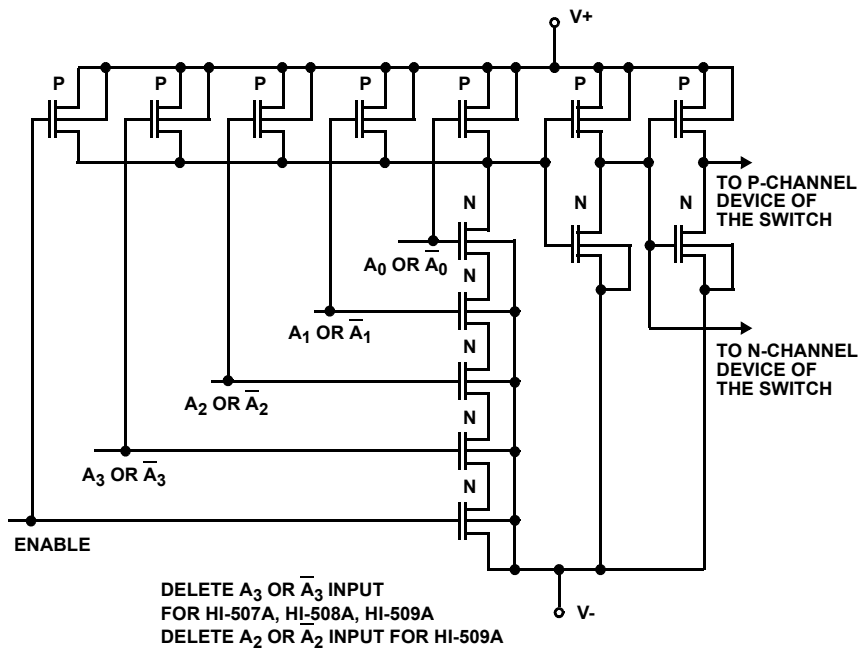 V+
P
P
P
P
P
P
P
N
N
N
TO P-CHANNEL
DEVICE OF
THE SWITCH
A0 OR A̅0
N
A1 OR A̅1
TO N-CHANNEL
DEVICE OF
THE SWITCH
N
A2 OR A̅2
N
A3 OR A̅3
N
ENABLE
DELETE A3 OR A̅3 INPUT
FOR HI-507A, HI-508A, HI-509A
DELETE A2 OR A̅2 INPUT FOR HI-509A
V-